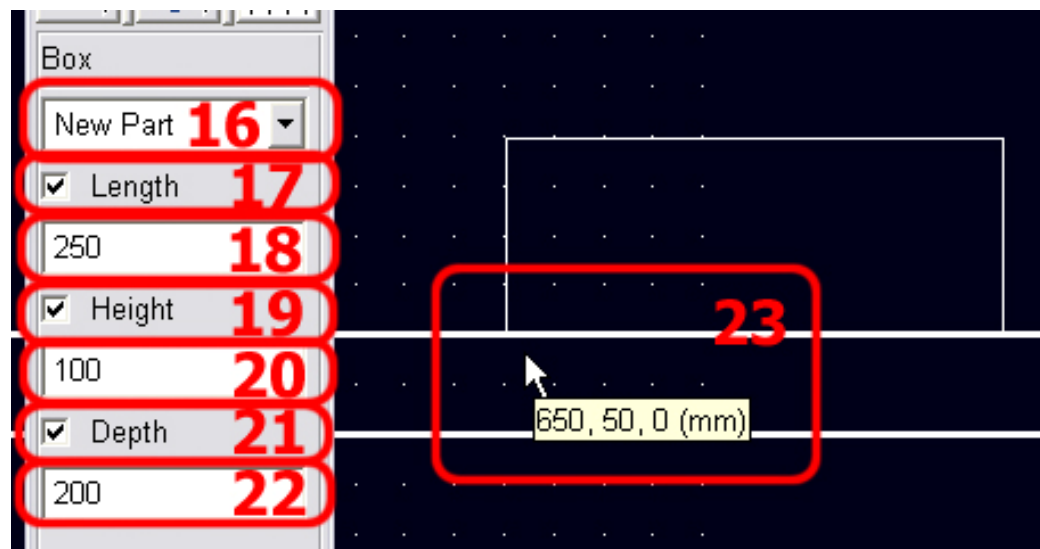 Box
New Part 16
Length 17
250 18
Height 19
100 20
Depth 21
200 22
23
650, 50, 0 (mm)